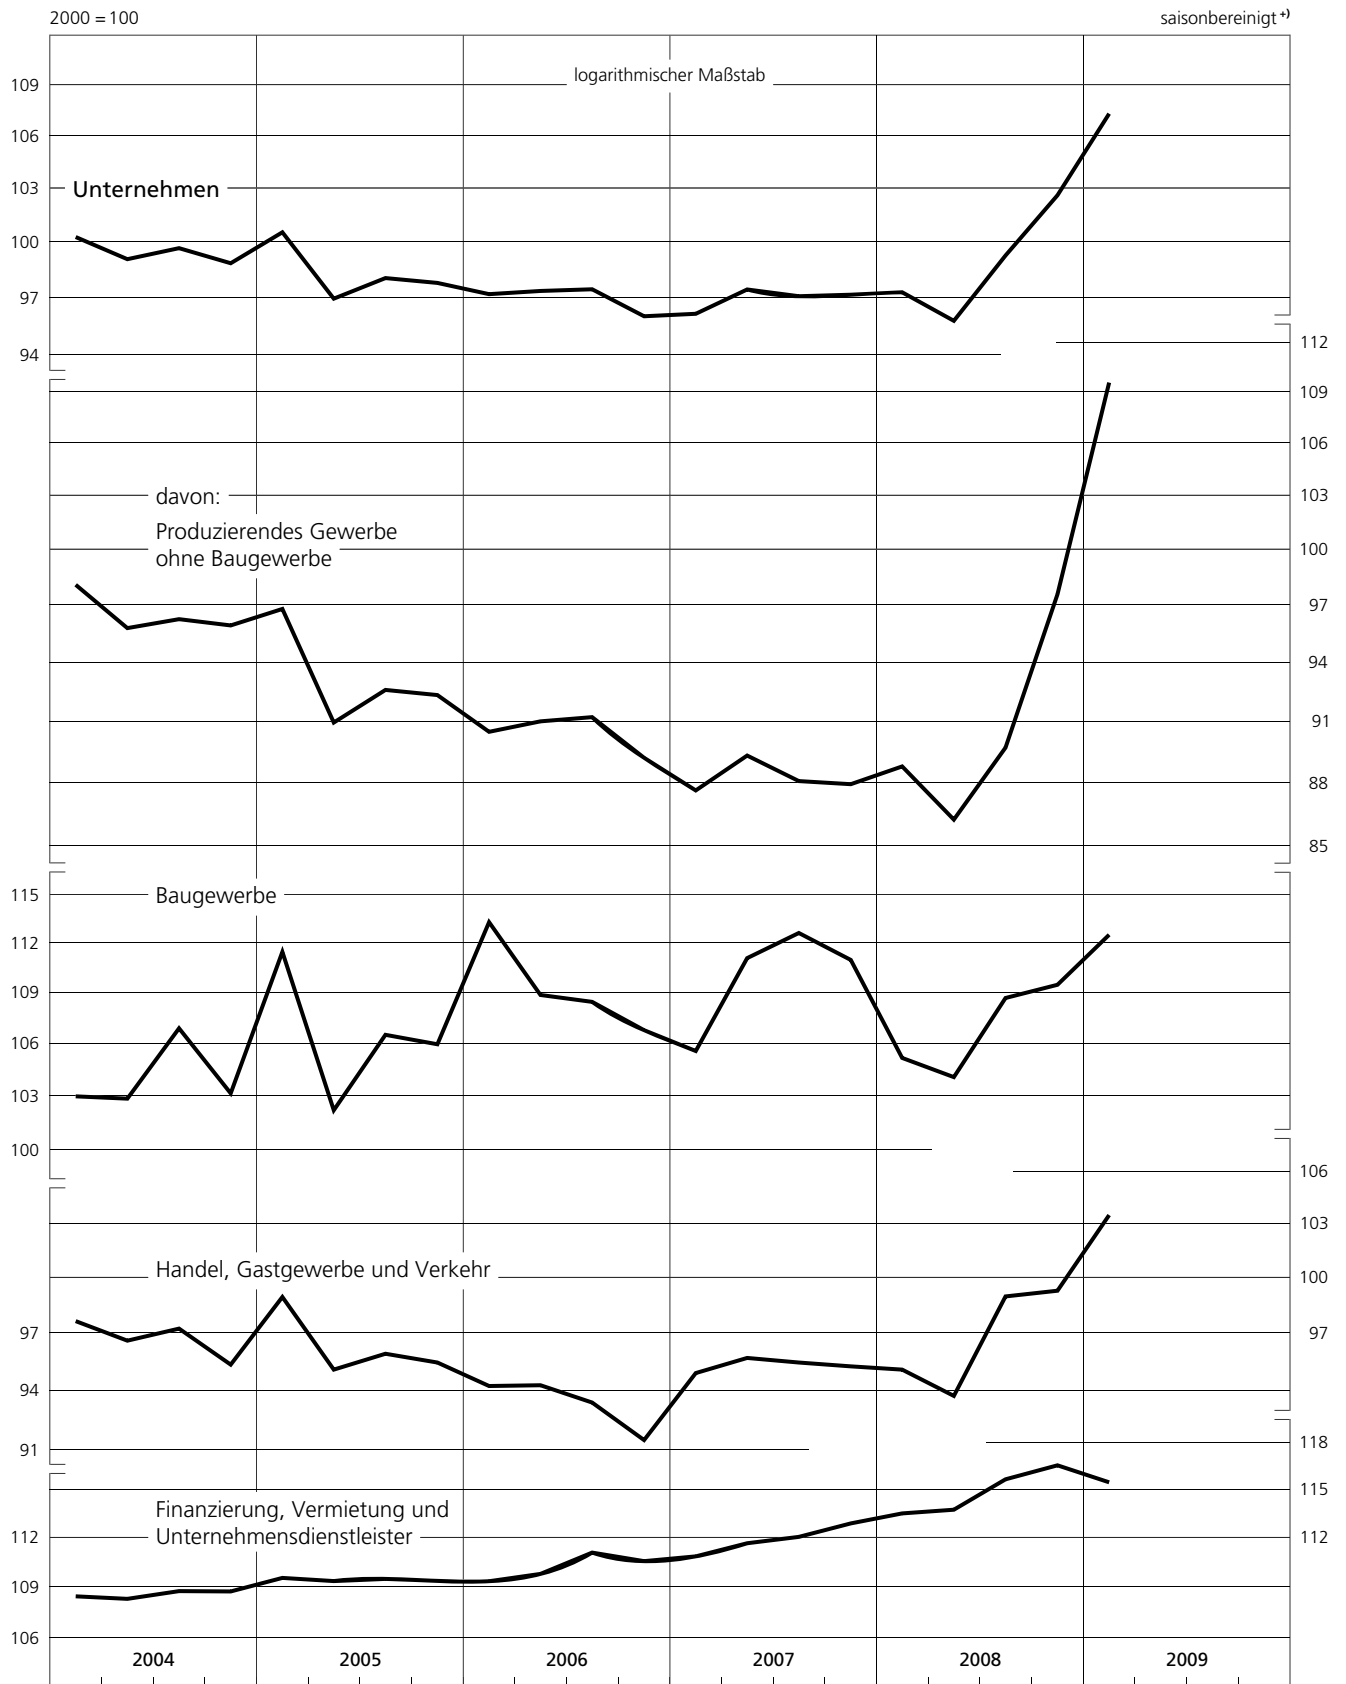 2000 = 100
saisonbereinigt +)
logarithmischer Maßstab
109
106
103
Unternehmen
100
97
94
112
109
106
davon:
103
Produzierendes Gewerbe
ohne Baugewerbe
100
97
94
91
88
85
115
Baugewerbe
112
109
106
103
100
106
103
Handel, Gastgewerbe und Verkehr
100
97
97
94
91
118
115
Finanzierung, Vermietung und
Unternehmensdienstleister
112
112
109
106
2004 2005 2006 2007 2008 2009